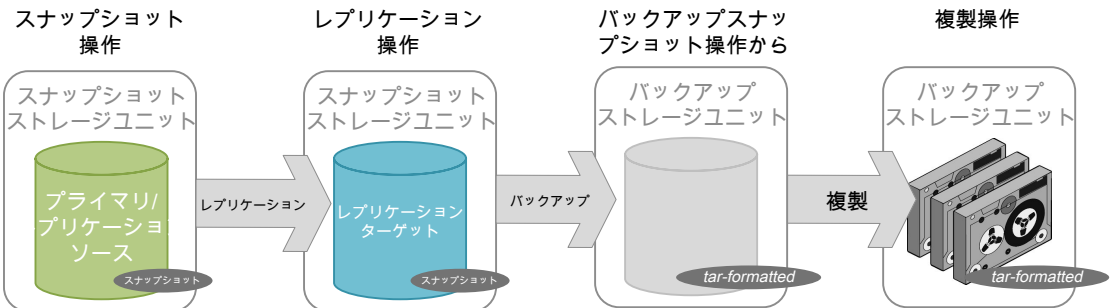 スナップショット
操作
スナップショット
ストレージユニット
プライマリ/
プリケーショ
ソース
スナップショット
レプリケーション
レプリケーション
操作
スナップショット
ストレージユニット
レプリケーション
ターゲット
スナップショット
バックアップ
バックアップスナッ
プショット操作から
バックアップ
ストレージユニット
tar-formatted
複製
複製操作
バックアップ
ストレージユニット
tar-formatted